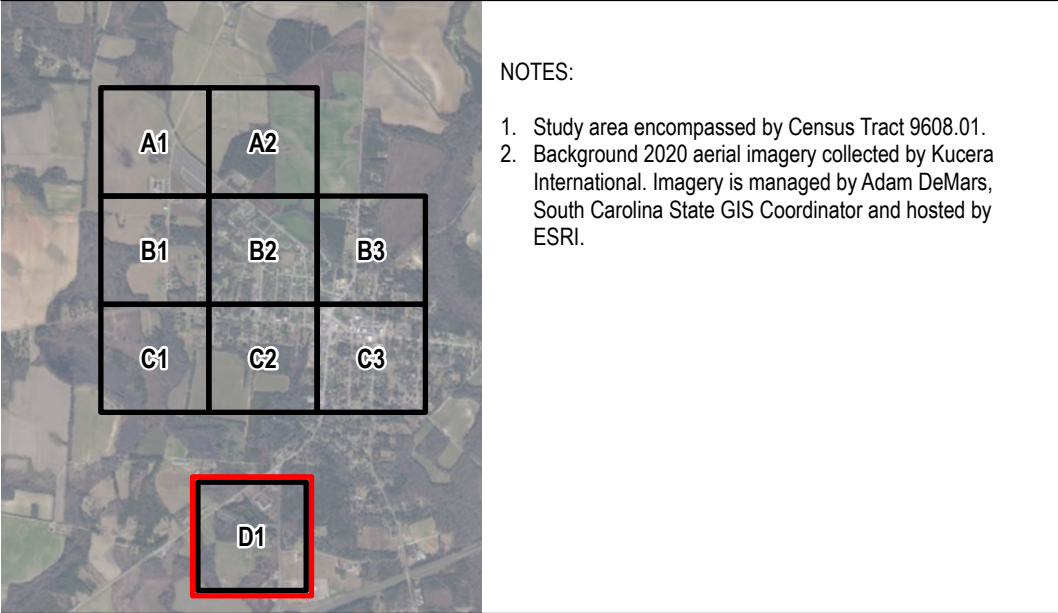 A1 A2
B1 B2 B3
C1 C2 C3
D1
NOTES:
1. Study area encompassed by Census Tract 9608.01.
2. Background 2020 aerial imagery collected by Kucera
International. Imagery is managed by Adam DeMars,
South Carolina State GIS Coordinator and hosted by
ESRI.